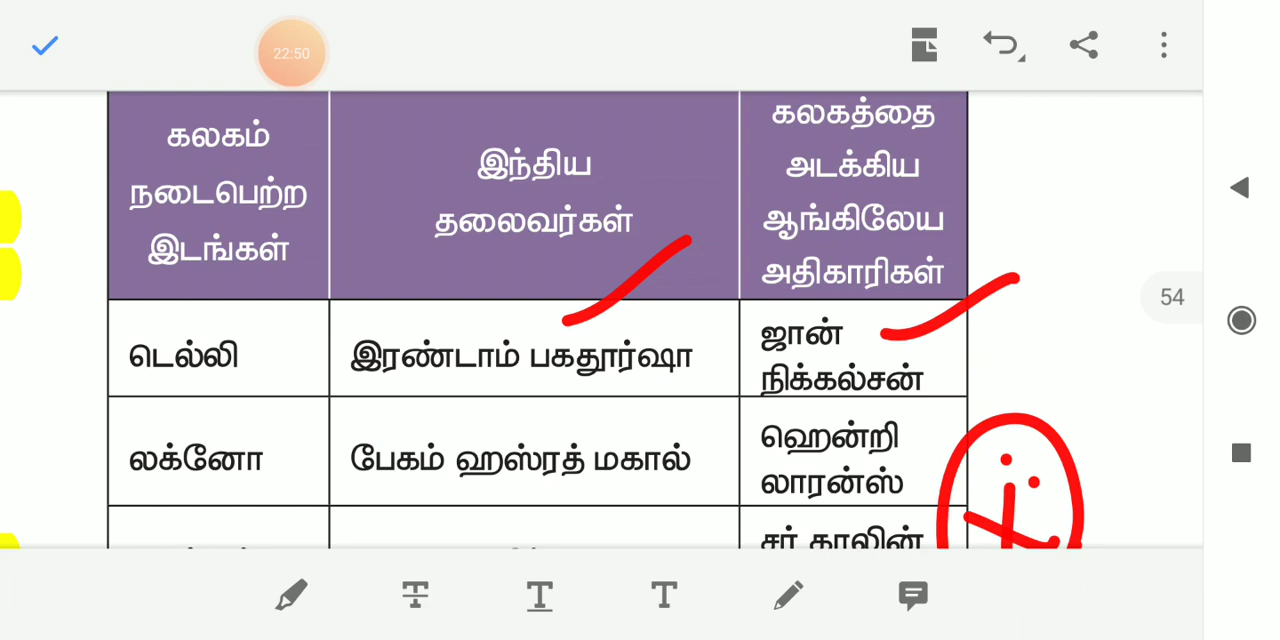 22:50
கலகம்
நடைபெற்ற
இடங்கள்
இந்திய
தலைவர்கள்
கலகத்தை
அடக்கிய
ஆங்கிலேய
அதிகாரிகள்
54
டெல்லி
இரண்டாம் பகதூர்ஷா
ஜான்
நிக்கல்சன்
லக்னோ
பேகம் ஹஸ்ரத் மகால்
ஹென்றி
லாரன்ஸ்
சர் காலின்